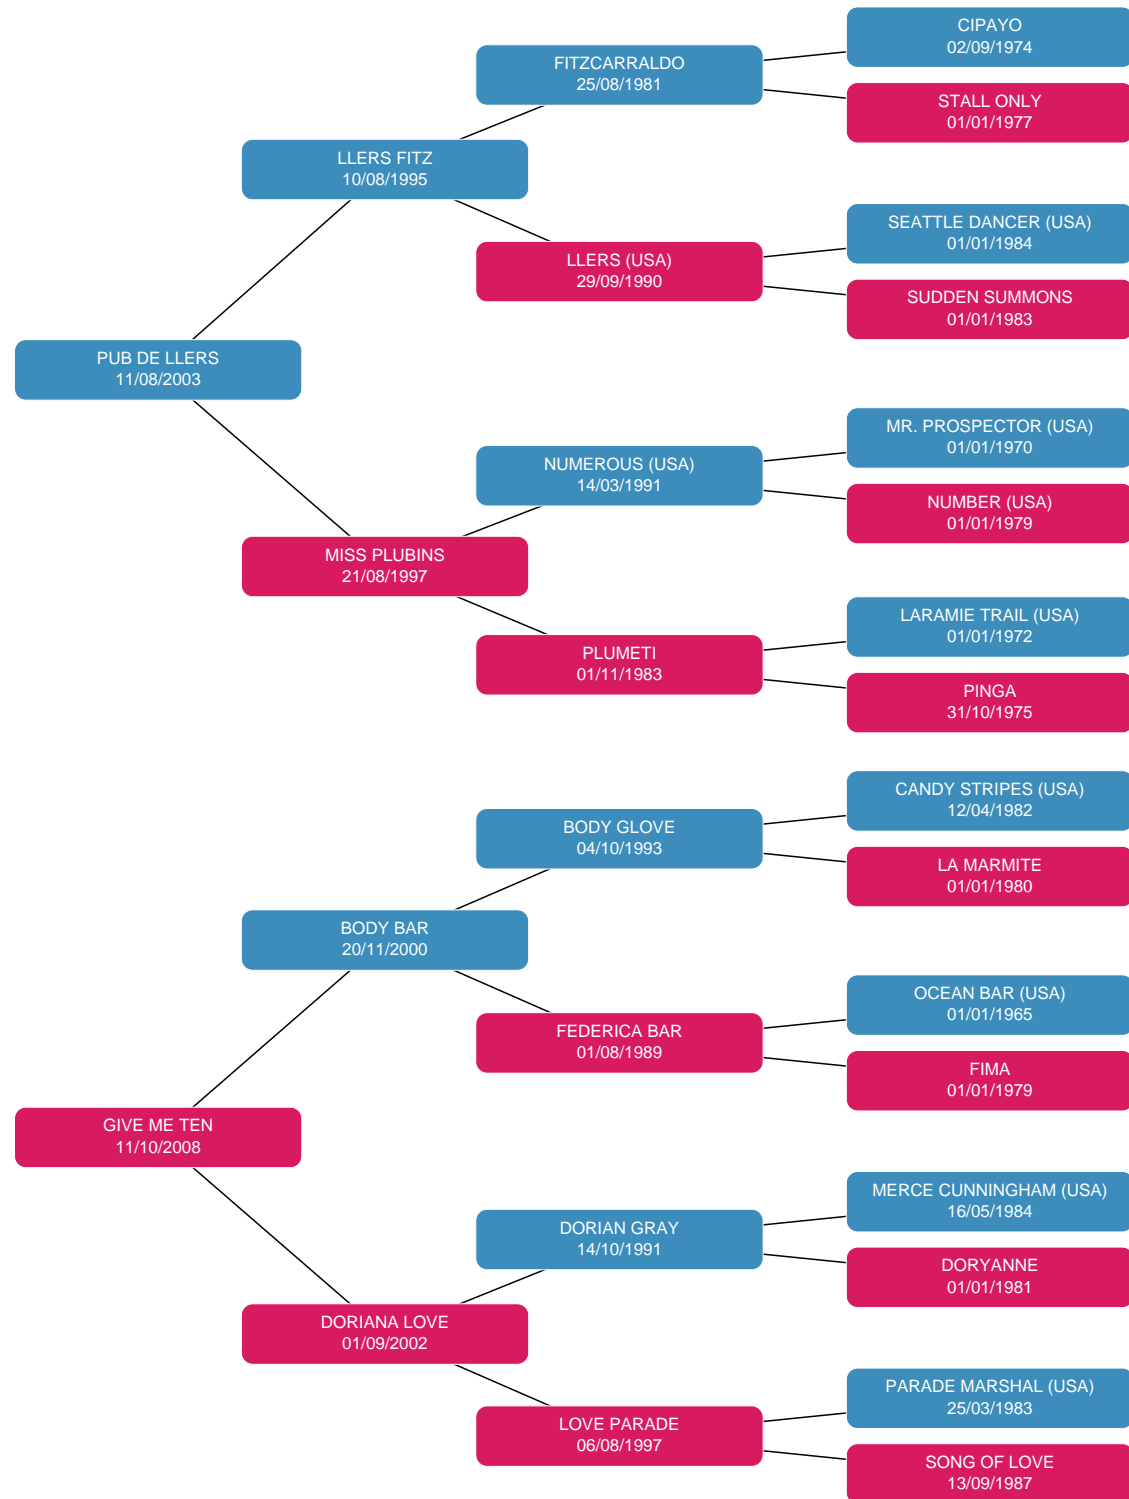 CIPAYO
02/09/1974
FITZCARRALDO
25/08/1981
STALL ONLY
01/01/1977
LLERS FITZ
10/08/1995
SEATTLE DANCER (USA)
01/01/1984
LLERS (USA)
29/09/1990
SUDDEN SUMMONS
01/01/1983
PUB DE LLERS
11/08/2003
MR. PROSPECTOR (USA)
01/01/1970
NUMEROUS (USA)
14/03/1991
NUMBER (USA)
01/01/1979
MISS PLUBINS
21/08/1997
LARAMIE TRAIL (USA)
01/01/1972
PLUMETI
01/11/1983
PINGA
31/10/1975
CANDY STRIPES (USA)
12/04/1982
BODY GLOVE
04/10/1993
LA MARMITE
01/01/1980
BODY BAR
20/11/2000
OCEAN BAR (USA)
01/01/1965
FEDERICA BAR
01/08/1989
FIMA
01/01/1979
GIVE ME TEN
11/10/2008
MERCE CUNNINGHAM (USA)
16/05/1984
DORIAN GRAY
14/10/1991
DORYANNE
01/01/1981
DORIANA LOVE
01/09/2002
PARADE MARSHAL (USA)
25/03/1983
LOVE PARADE
06/08/1997
SONG OF LOVE
13/09/1987